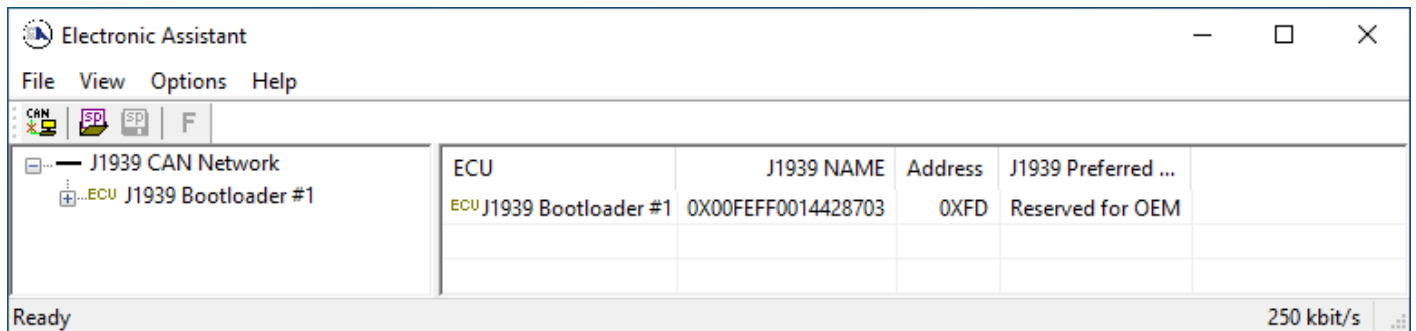 Electronic Assistant
File View Options Help
CAN SP SP F
J1939 CAN Network
ECU J1939 Bootloader #1
ECU J1939 NAME Address J1939 Preferred ...
ECU J1939 Bootloader #1 0X00FEFF0014428703 0XFD Reserved for OEM
Ready 250 kbit/s